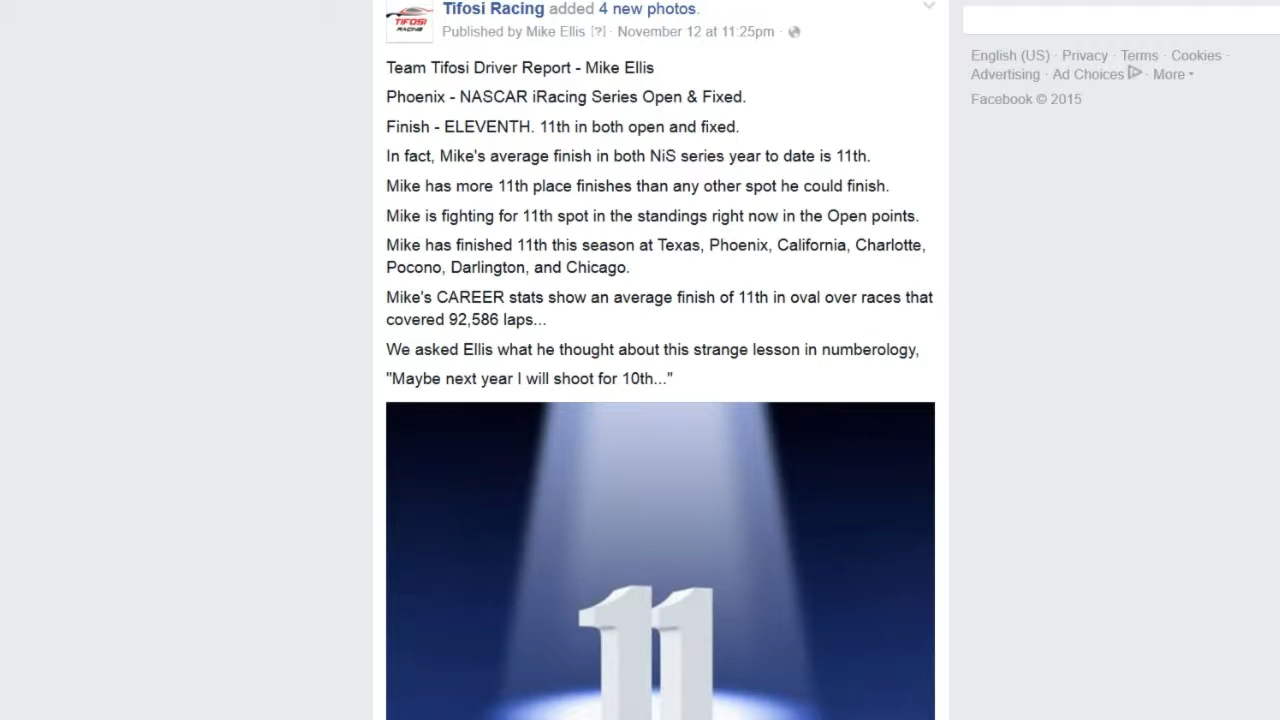 Tifosi Racing added 4 new photos.
Published by Mike Ellis [?] · November 12 at 11:25pm ·
TIFOSI
RACING
Team Tifosi Driver Report - Mike Ellis
Phoenix - NASCAR iRacing Series Open & Fixed.
Finish - ELEVENTH. 11th in both open and fixed.
In fact, Mike's average finish in both NiS series year to date is 11th.
Mike has more 11th place finishes than any other spot he could finish.
Mike is fighting for 11th spot in the standings right now in the Open points.
Mike has finished 11th this season at Texas, Phoenix, California, Charlotte,
Pocono, Darlington, and Chicago.
Mike's CAREER stats show an average finish of 11th in oval over races that
covered 92,586 laps...
We asked Ellis what he thought about this strange lesson in numberology,
"Maybe next year I will shoot for 10th..."
11
English (US) · Privacy · Terms · Cookies ·
Advertising · Ad Choices · More
Facebook © 2015